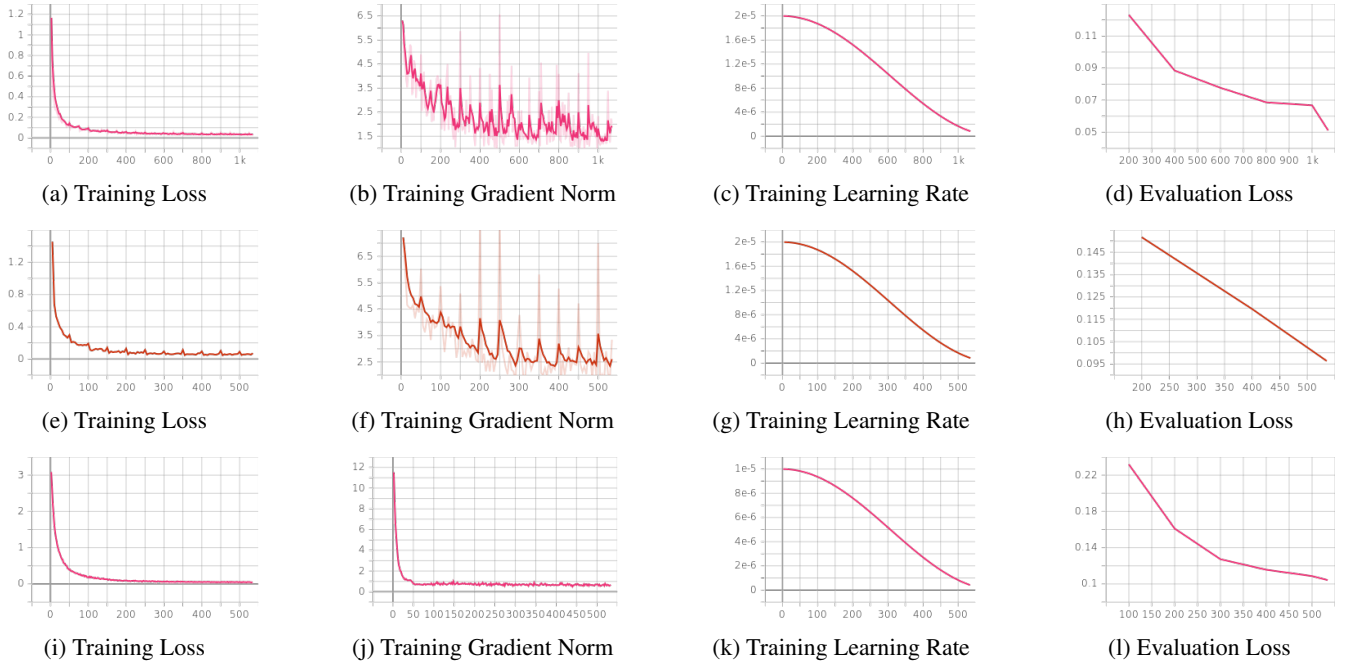 1.2
1
0.8
0.6
0.4
0.2
0
0 200 400 600 800 1k
6.5
5.5
4.5
3.5
2.5
1.5
0 200 400 600 800 1k
2e-5
1.6e-5
1.2e-5
8e-6
4e-6
0
0 200 400 600 800 1k
0.11
0.09
0.07
0.05
200 300 400 500 600 700 800 900 1k
(a) Training Loss
(b) Training Gradient Norm
(c) Training Learning Rate
(d) Evaluation Loss
1.2
0.8
0.4
0
0 100 200 300 400 500
6.5
5.5
4.5
3.5
2.5
0 100 200 300 400 500
2e-5
1.6e-5
1.2e-5
8e-6
4e-6
0
0 100 200 300 400 500
0.145
0.135
0.125
0.115
0.105
0.095
200 250 300 350 400 450 500
(e) Training Loss
(f) Training Gradient Norm
(g) Training Learning Rate
(h) Evaluation Loss
3
2
1
0
0 100 200 300 400 500
12
10
8
6
4
2
0
0 50 100 150 200 250 300 350 400 450 500
1e-5
8e-6
6e-6
4e-6
2e-6
0
0 100 200 300 400 500
0.22
0.18
0.14
0.1
100 150 200 250 300 350 400 450 500
(i) Training Loss
(j) Training Gradient Norm
(k) Training Learning Rate
(l) Evaluation Loss